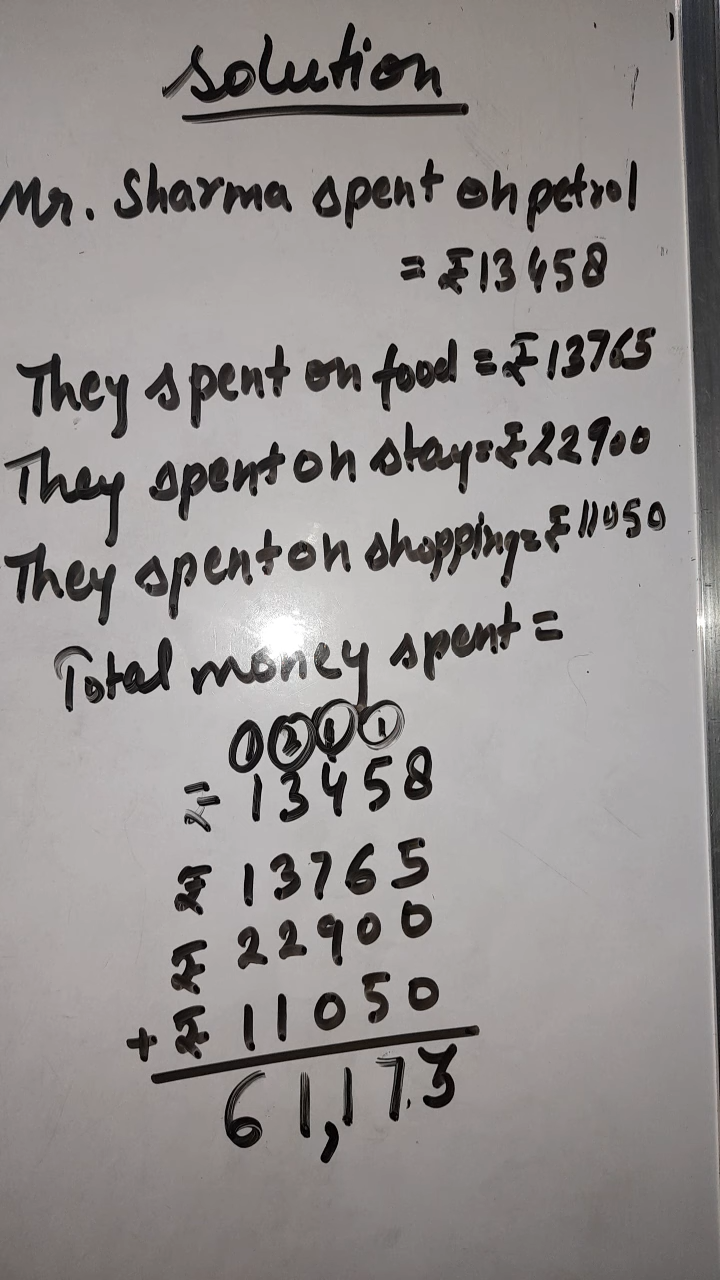 Solution
Mr. Sharma spent on petrol
= ₹13458
They spent on food = ₹13765
They spent on stay = ₹22900
They spent on shopping = ₹11050
Total money spent =
① ② ① ①
= 13458
₹ 13765
₹ 22900
+ ₹ 11050
61,173